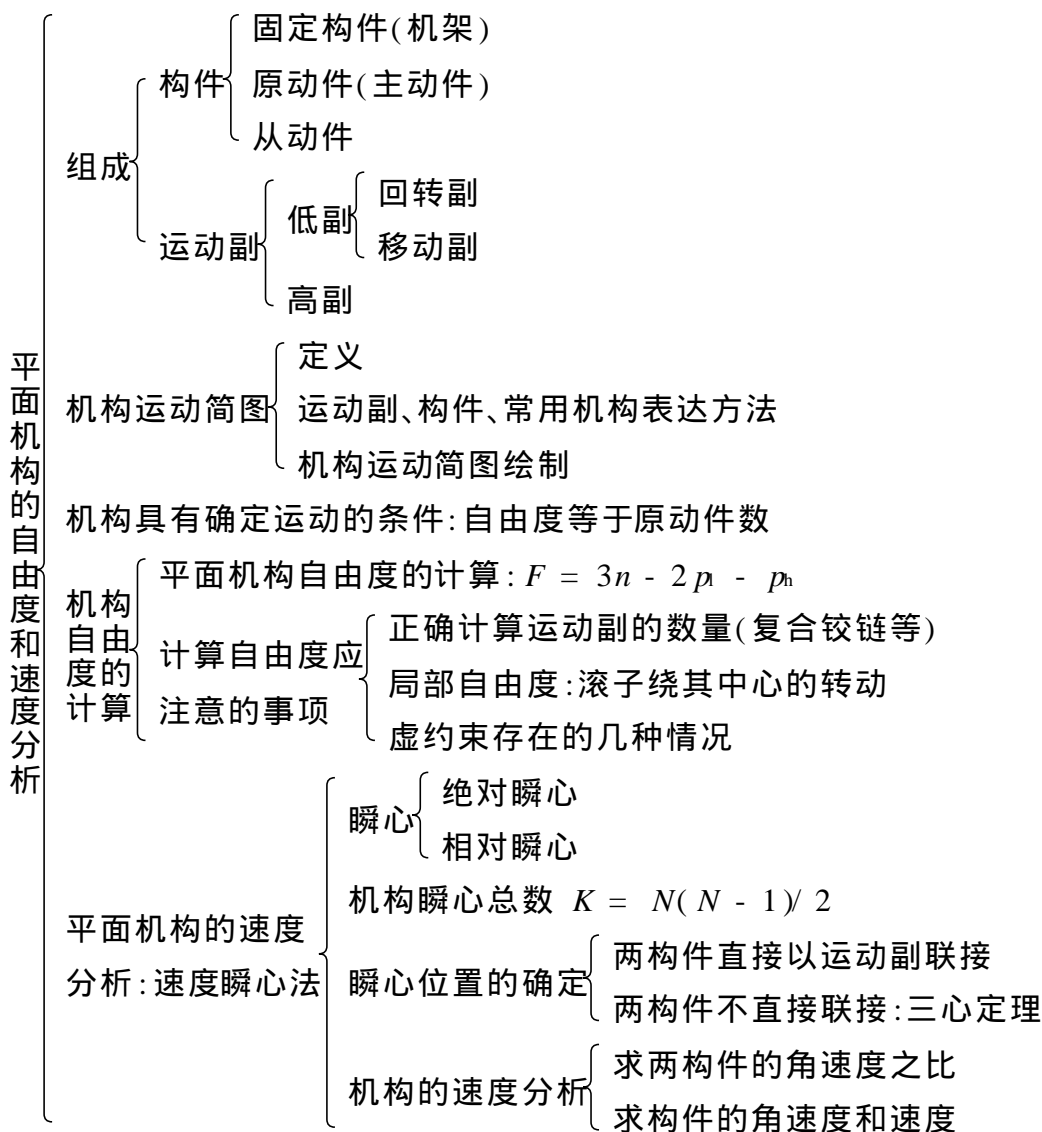 平面机构的自由度和速度分析
组成
构件
固定构件(机架)
原动件(主动件)
从动件
运动副
低副
回转副
移动副
高副
机构运动简图
定义
运动副、构件、常用机构表达方法
机构运动简图绘制
机构具有确定运动的条件:自由度等于原动件数
机构
自由
度的
计算
平面机构自由度的计算: F = 3n - 2pl - ph
计算自由度应
注意的事项
正确计算运动副的数量(复合铰链等)
局部自由度:滚子绕其中心的转动
虚约束存在的几种情况
平面机构的速度
分析:速度瞬心法
瞬心
绝对瞬心
相对瞬心
机构瞬心总数 K = N(N - 1)/2
瞬心位置的确定
两构件直接以运动副联接
两构件不直接联接:三心定理
机构的速度分析
求两构件的角速度之比
求构件的角速度和速度